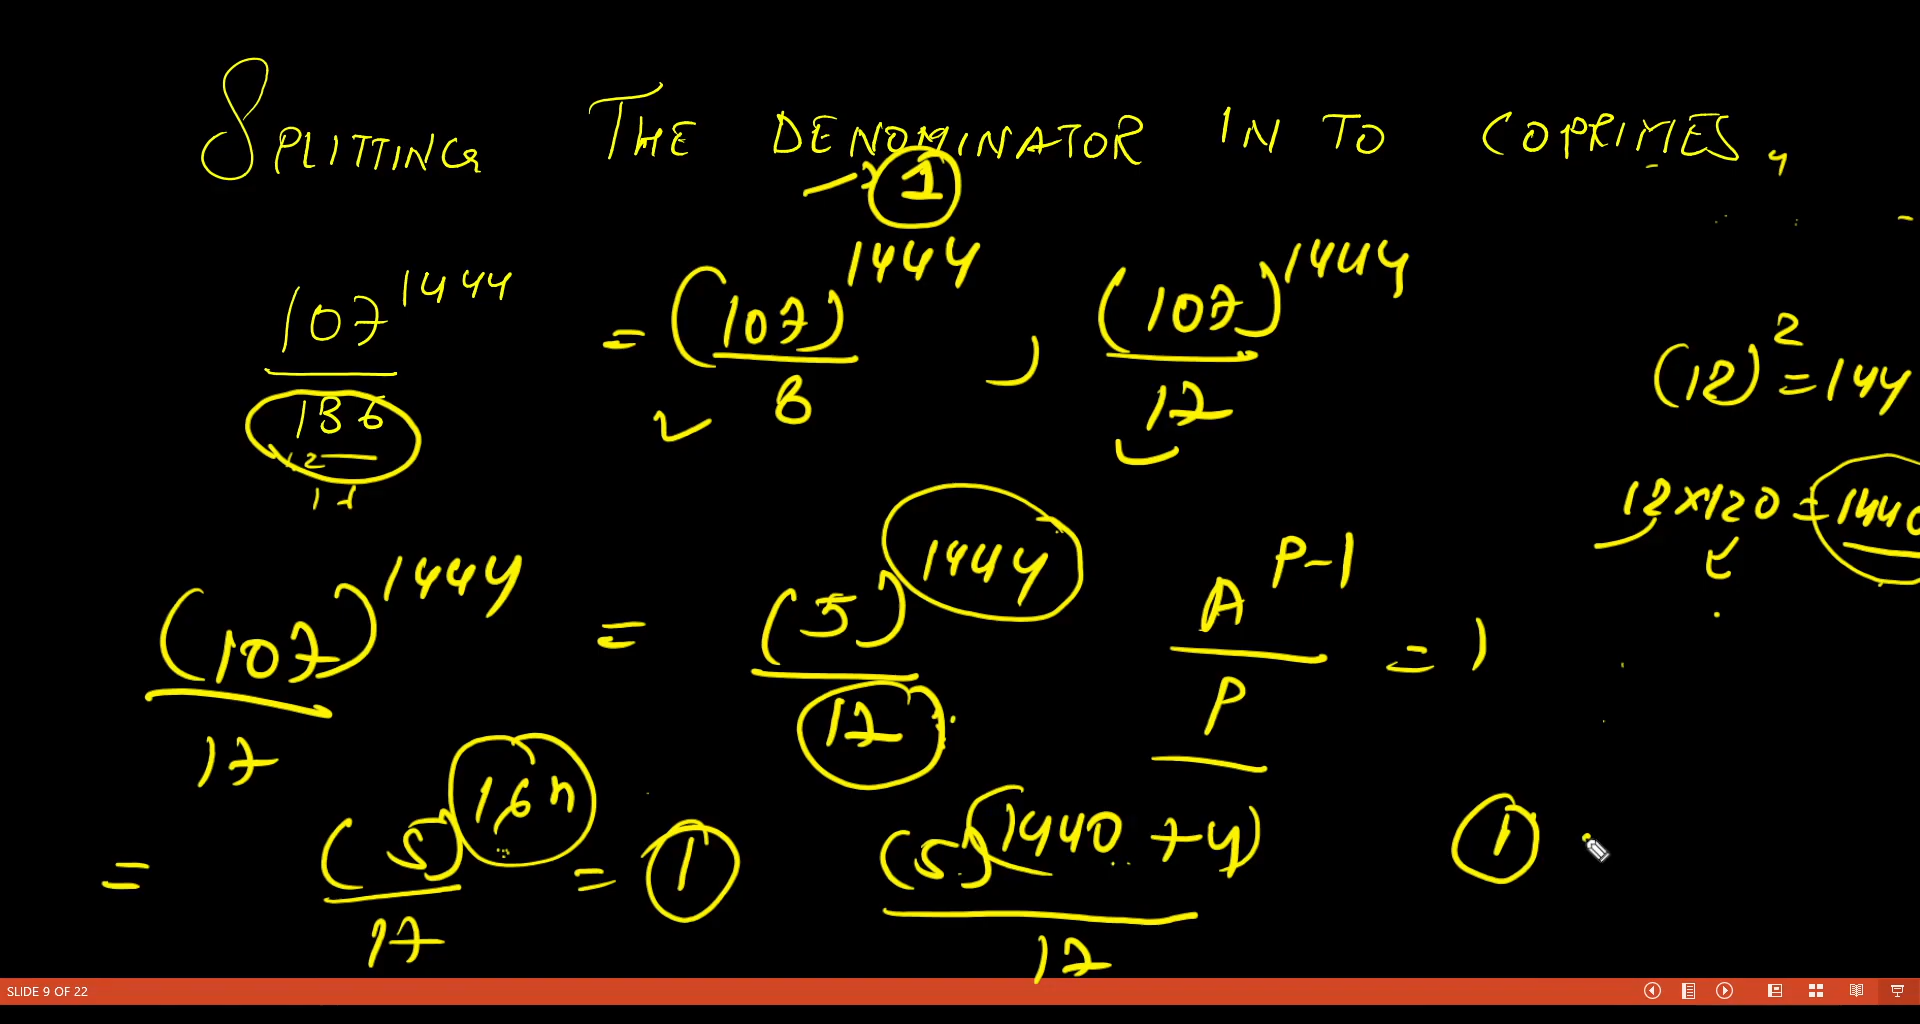 SPLITTING THE DENOMINATOR IN TO COPRIMES,
1
107^1444 / 136 = (107)^1444 / 8 , (107)^1444 / 17
17
(12)^2 = 144
12 x 120 = 1440
(107)^1444 / 17 = (5)^1444 / 17
A^P-1 / P = 1
= (5)^16n / 17 = 1
(5)^(1440 + 4) / 17
1
SLIDE 9 OF 22